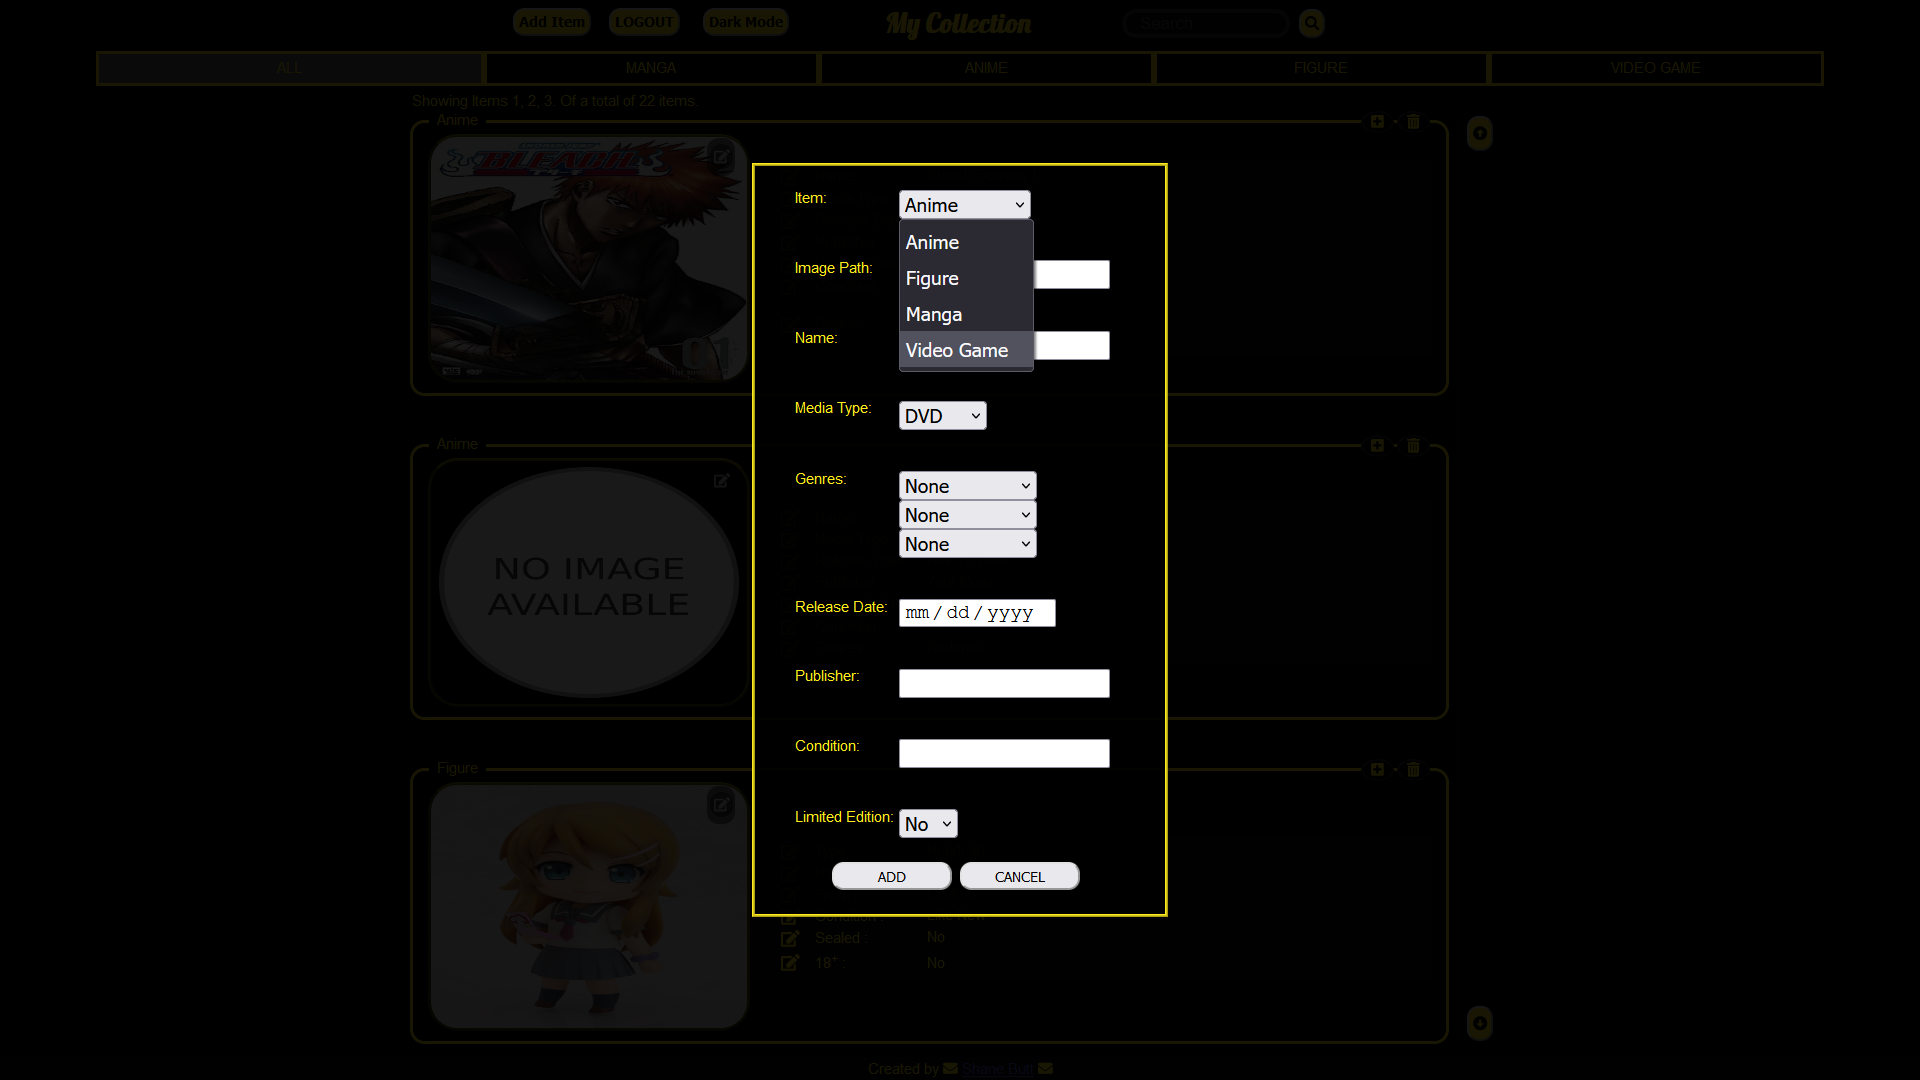 Add Item LOGOUT Dark Mode My Collection Search
ALL MANGA ANIME FIGURE VIDEO GAME
Showing Items 1, 2, 3. Of a total of 22 items.
Anime
BLEACH
Item: Anime
Anime
Figure
Manga
Video Game
Image Path:
Name:
Media Type: DVD
Anime
NO IMAGE
AVAILABLE
Genres: None
None
None
Release Date: mm / dd / yyyy
Publisher:
Condition:
Figure
Limited Edition: No
ADD CANCEL
Condition Like New
Sealed : No
18+ : No
Created by Shane Butt